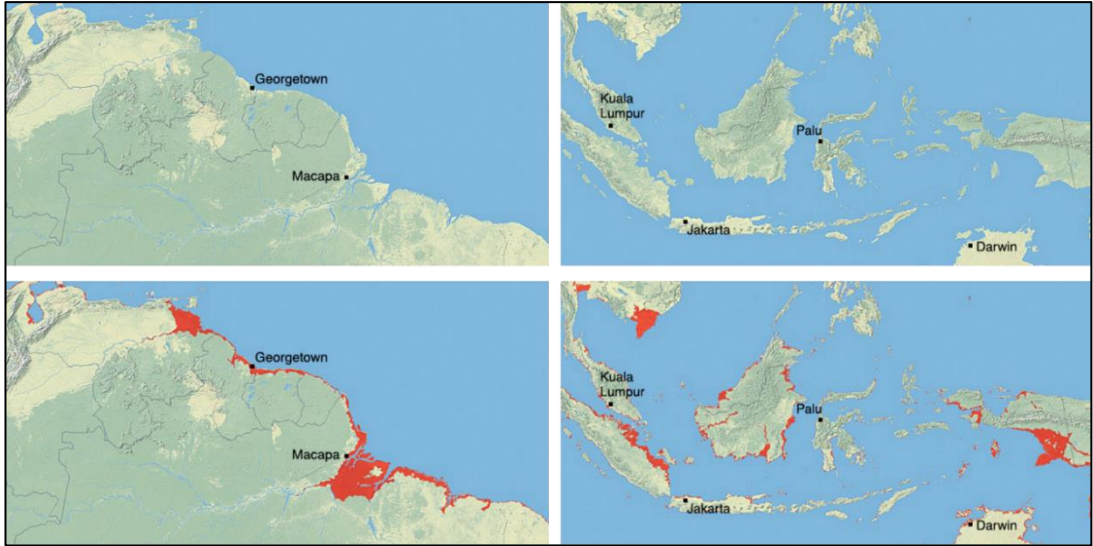 Georgetown
Macapa
Kuala
Lumpur
Palu
Jakarta
Darwin
Georgetown
Macapa
Kuala
Lumpur
Palu
Jakarta
Darwin